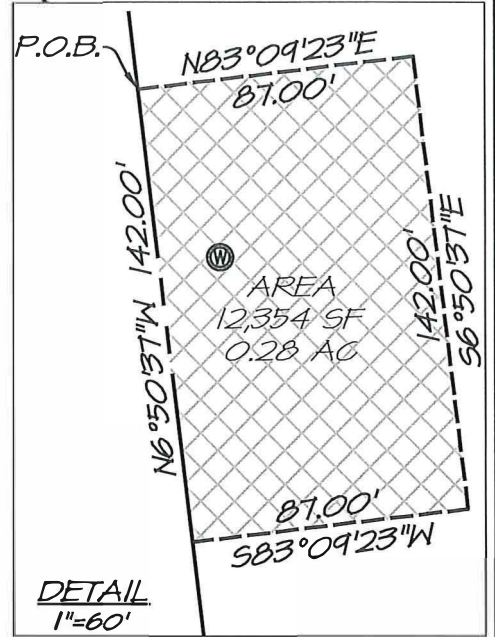 P.O.B.
N83°09'23"E
87.00'
N6°50'37"W 142.00'
W
AREA
12,354 SF
0.28 AC
142.00'
S6°50'37"E
87.00'
S83°09'23"W
DETAIL
1"=60'